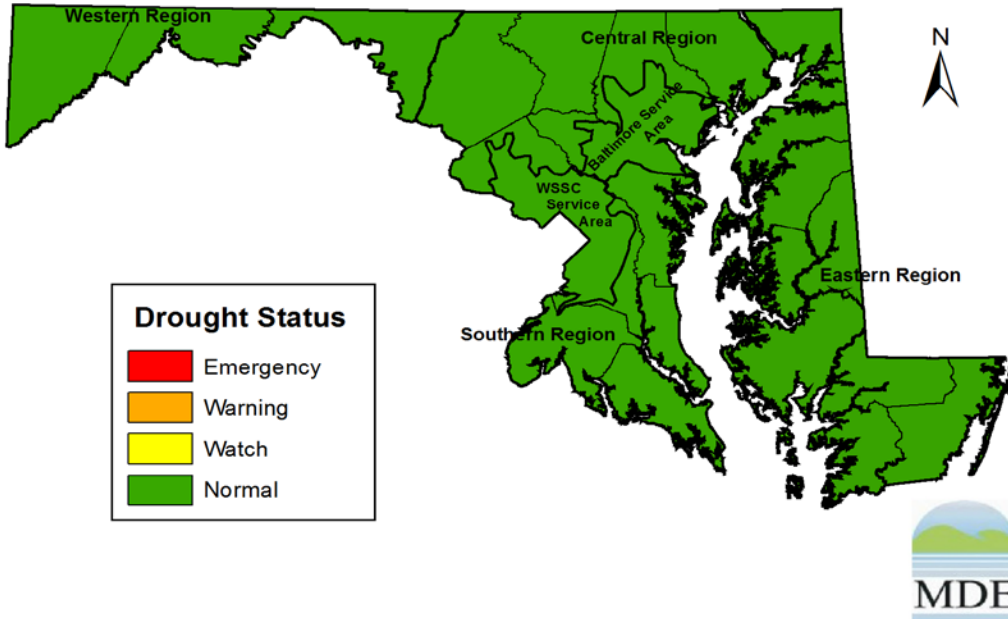 Western Region
Central Region
N
Baltimore Service
Area
WSSC
Service
Area
Eastern Region
Southern Region
Drought Status
Emergency
Warning
Watch
Normal
MDE